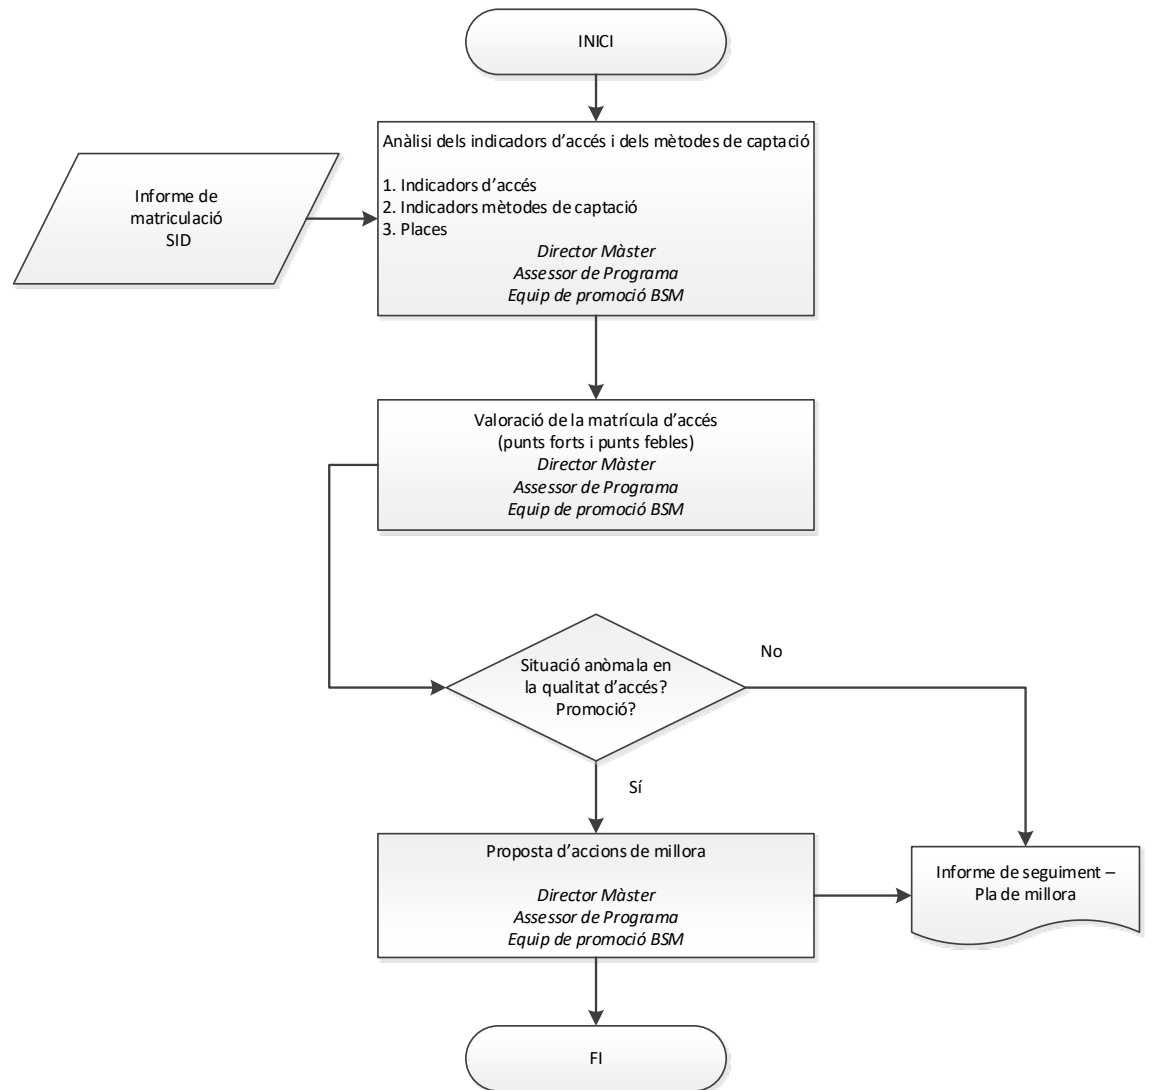 INICI
Anàlisi dels indicadors d’accés i dels mètodes de captació
1. Indicadors d’accés
2. Indicadors mètodes de captació
3. Places
Director Màster
Assessor de Programa
Equip de promoció BSM
Informe de
matriculació
SID
Valoració de la matrícula d’accés
(punts forts i punts febles)
Director Màster
Assessor de Programa
Equip de promoció BSM
Situació anòmala en
la qualitat d’accés?
Promoció?
No
Sí
Proposta d’accions de millora
Director Màster
Assessor de Programa
Equip de promoció BSM
Informe de seguiment –
Pla de millora
FI